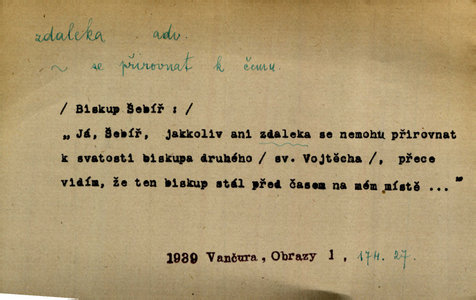 zdaleka adv.
~ se přirovnat k čemu.
/ Biskup Šebíř : /
„ Já, Šebíř, jakkoliv ani zdaleka se nemohu přirovnat
k svatosti biskupa druhého / sv. Vojtěcha /, přece
vidím, že ten biskup stál před časem na mém místě ... "
1939 Vančura, Obrazy 1, 174. 27.